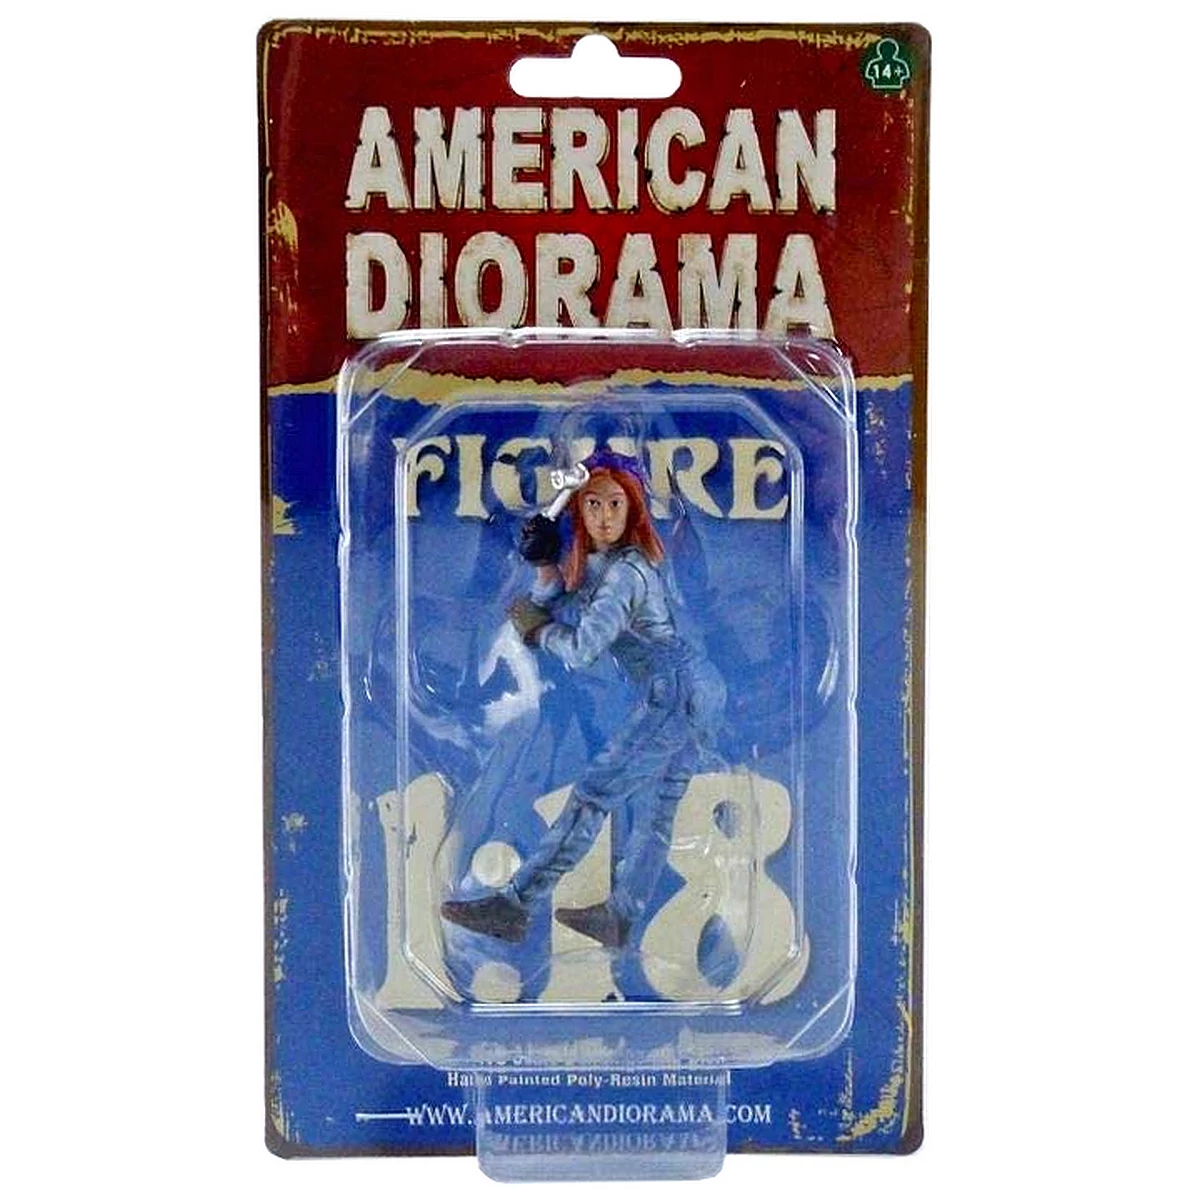 14+
AMERICAN
DIORAMA
FIGURE
1:18
Hand Painted Poly-Resin Material
WWW.AMERICANDIORAMA.COM